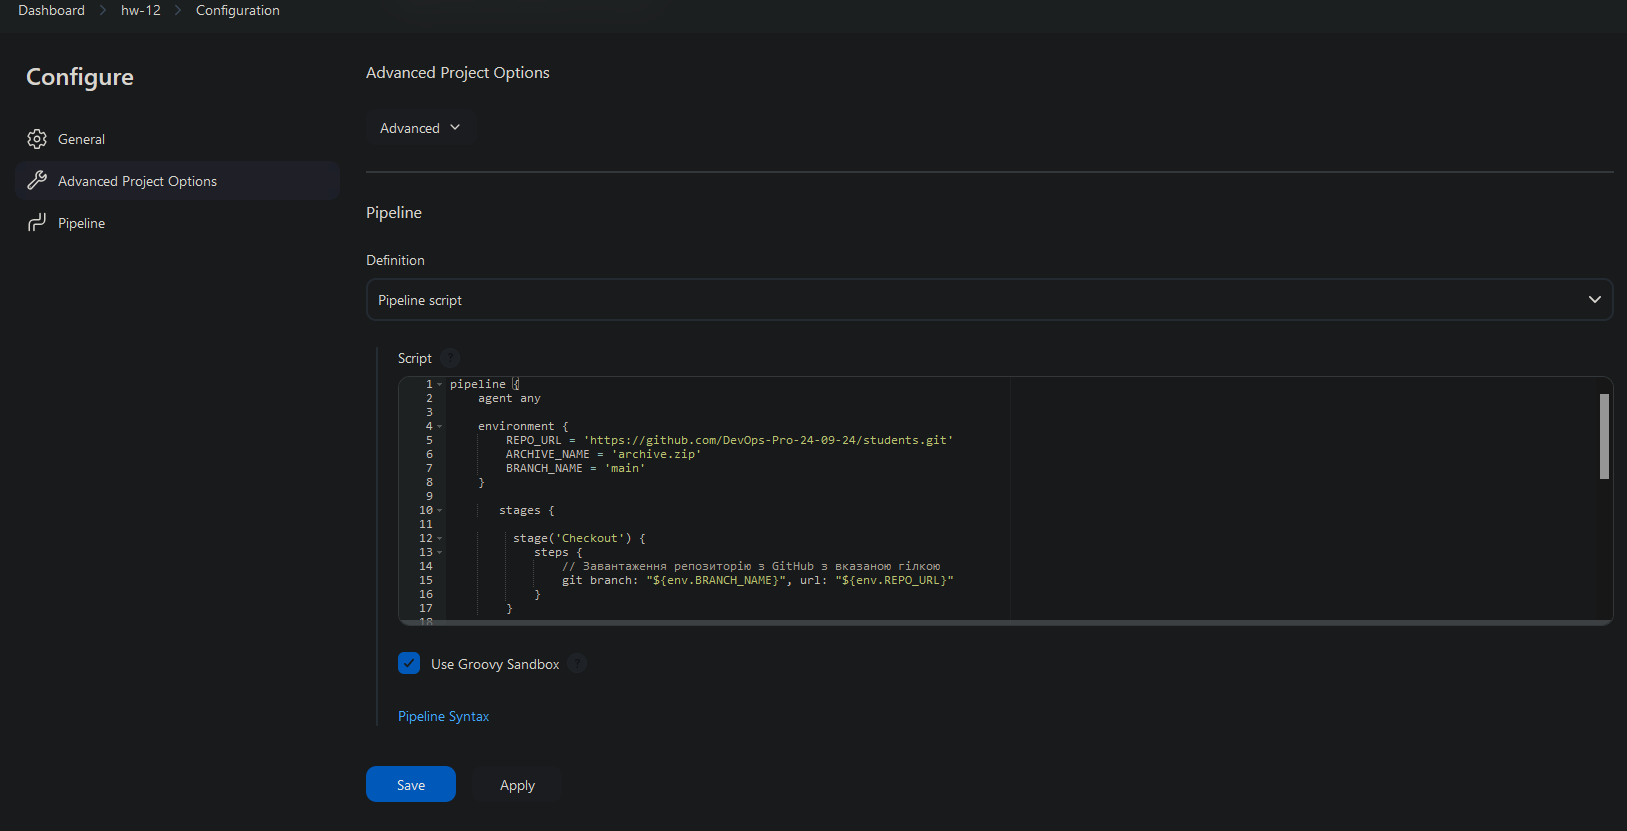 Dashboard > hw-12 > Configuration
Configure
General
Advanced Project Options
Pipeline
Advanced Project Options
Advanced
Pipeline
Definition
Pipeline script
Script ?
1 pipeline {
2 agent any
3
4 environment {
5 REPO_URL = 'https://github.com/DevOps-Pro-24-09-24/students.git'
6 ARCHIVE_NAME = 'archive.zip'
7 BRANCH_NAME = 'main'
8 }
9
10 stages {
11
12 stage('Checkout') {
13 steps {
14 // Завантаження репозиторію з GitHub з вказаною гілкою
15 git branch: "${env.BRANCH_NAME}", url: "${env.REPO_URL}"
16 }
17 }
18
Use Groovy Sandbox ?
Pipeline Syntax
Save
Apply